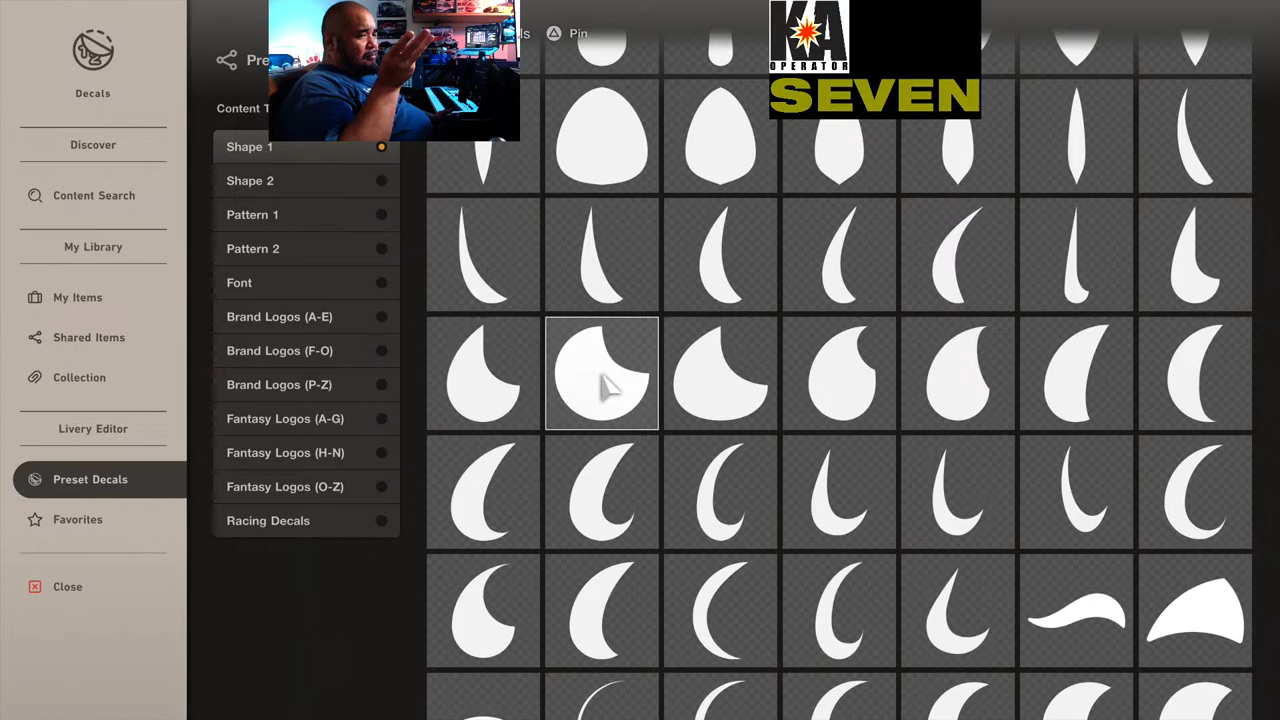 Decals
Discover
Content Search
My Library
My Items
Shared Items
Collection
Livery Editor
Preset Decals
Favorites
Close
Pin
Content
Shape 1
Shape 2
Pattern 1
Pattern 2
Font
Brand Logos (A-E)
Brand Logos (F-O)
Brand Logos (P-Z)
Fantasy Logos (A-G)
Fantasy Logos (H-N)
Fantasy Logos (O-Z)
Racing Decals
KA
OPERATOR
SEVEN